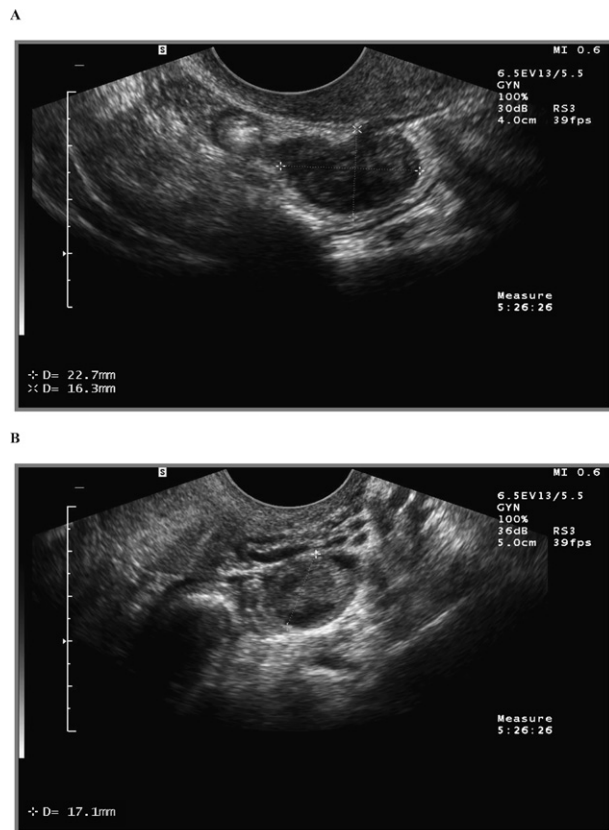 A
S
MI 0.6
6.5EV13/5.5
GYN
100%
30dB RS3
4.0cm 39fps
Measure
5:26:26
D= 22.7mm
D= 16.3mm
B
S
MI 0.6
6.5EV13/5.5
GYN
100%
36dB RS3
5.0cm 39fps
Measure
5:26:26
D= 17.1mm